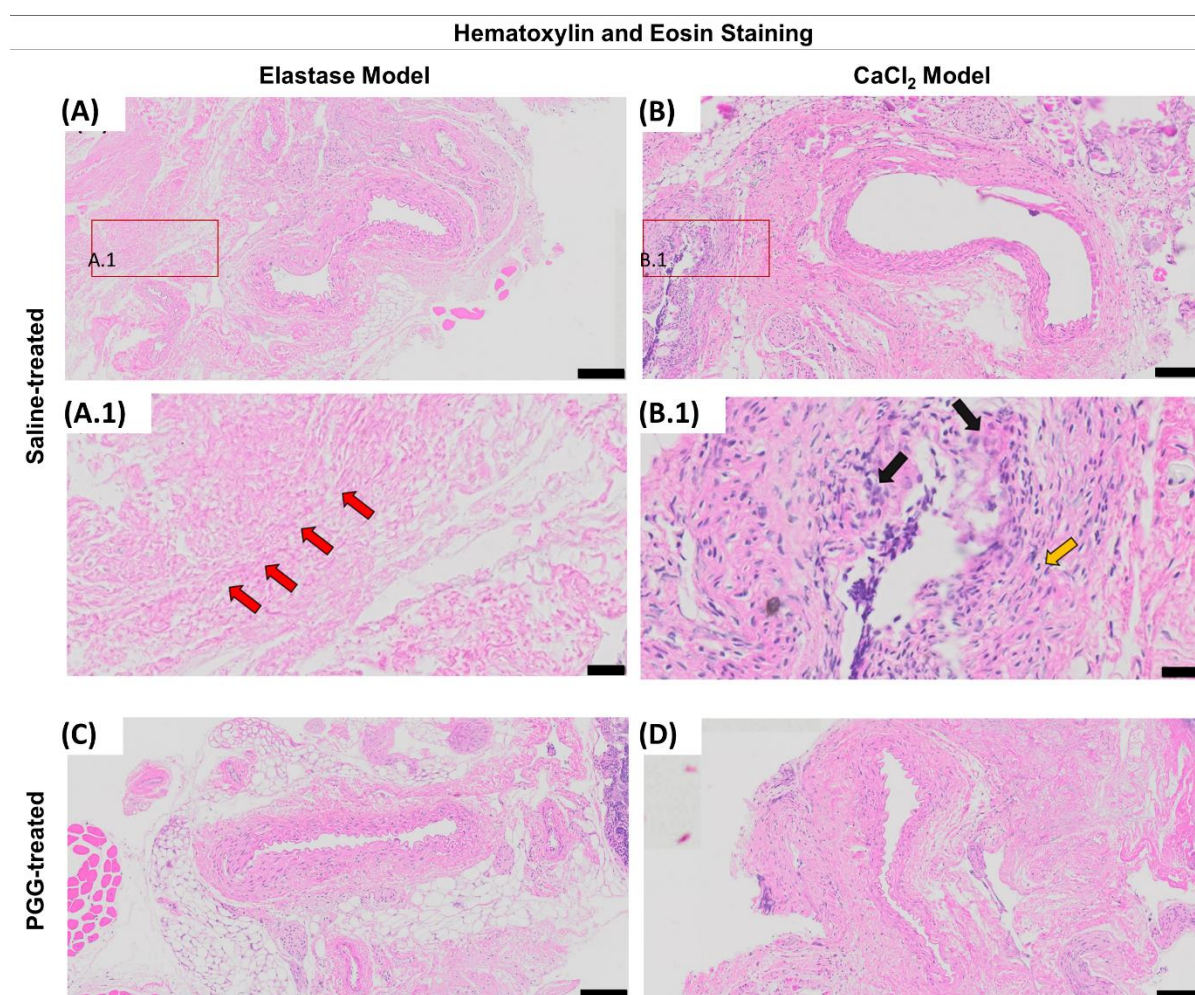 Hematoxylin and Eosin Staining
Elastase Model
CaCl₂ Model
Saline-treated
(A)
A.1
(B)
B.1
(A.1)
(B.1)
PGG-treated
(C)
(D)